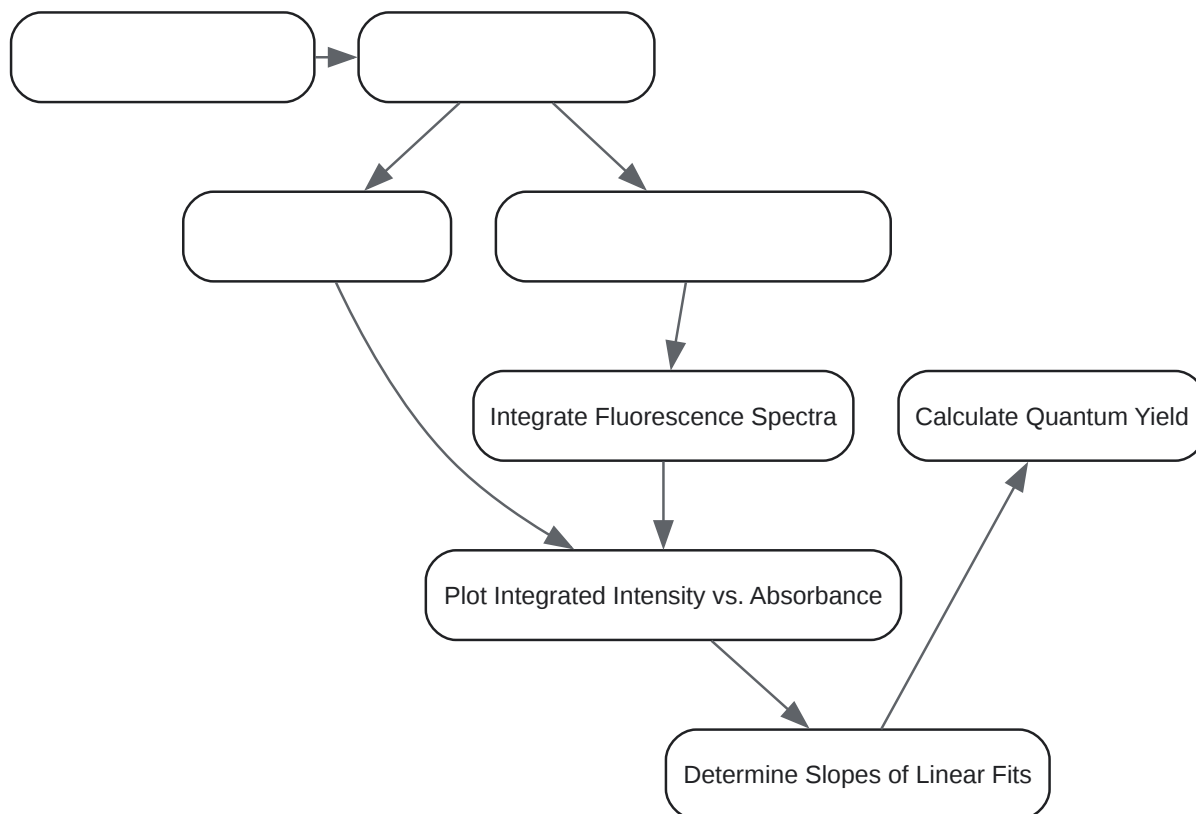 Integrate Fluorescence Spectra
Calculate Quantum Yield
Plot Integrated Intensity vs. Absorbance
Determine Slopes of Linear Fits